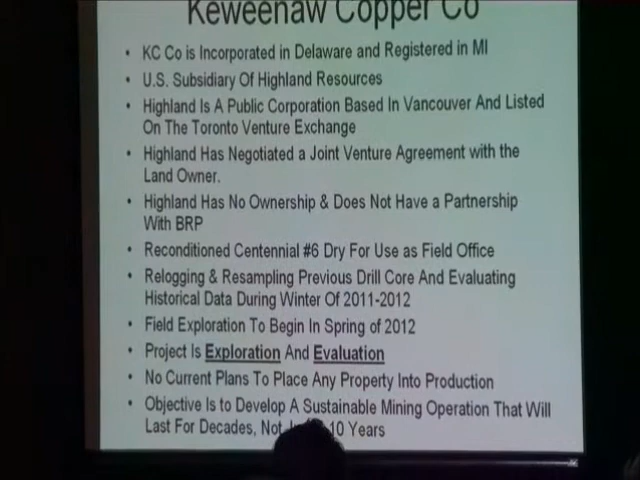 Keweenaw Copper Co
• KC Co is Incorporated in Delaware and Registered in MI
• U.S. Subsidiary Of Highland Resources
• Highland Is A Public Corporation Based In Vancouver And Listed
On The Toronto Venture Exchange
• Highland Has Negotiated a Joint Venture Agreement with the
Land Owner.
• Highland Has No Ownership & Does Not Have a Partnership
With BRP
• Reconditioned Centennial #6 Dry For Use as Field Office
• Relogging & Resampling Previous Drill Core And Evaluating
Historical Data During Winter Of 2011-2012
• Field Exploration To Begin In Spring of 2012
• Project Is Exploration And Evaluation
• No Current Plans To Place Any Property Into Production
• Objective Is to Develop A Sustainable Mining Operation That Will
Last For Decades, Not 10 Years